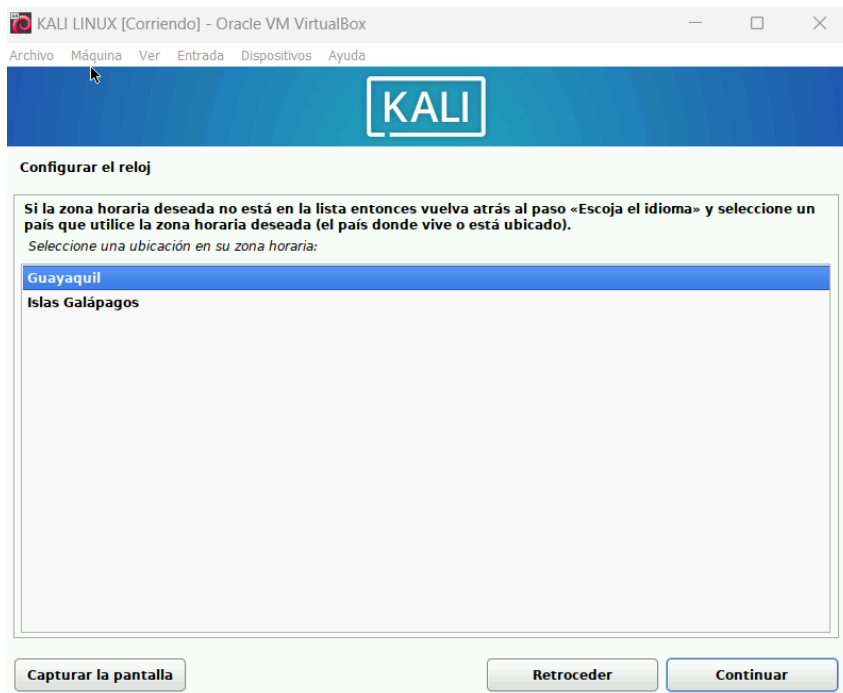 KALI LINUX [Corriendo] - Oracle VM VirtualBox
Archivo Máquina Ver Entrada Dispositivos Ayuda
KALI
Configurar el reloj
Si la zona horaria deseada no está en la lista entonces vuelva atrás al paso «Escoja el idioma» y seleccione un
país que utilice la zona horaria deseada (el país donde vive o está ubicado).
Seleccione una ubicación en su zona horaria:
Guayaquil
Islas Galápagos
Capturar la pantalla Retroceder Continuar